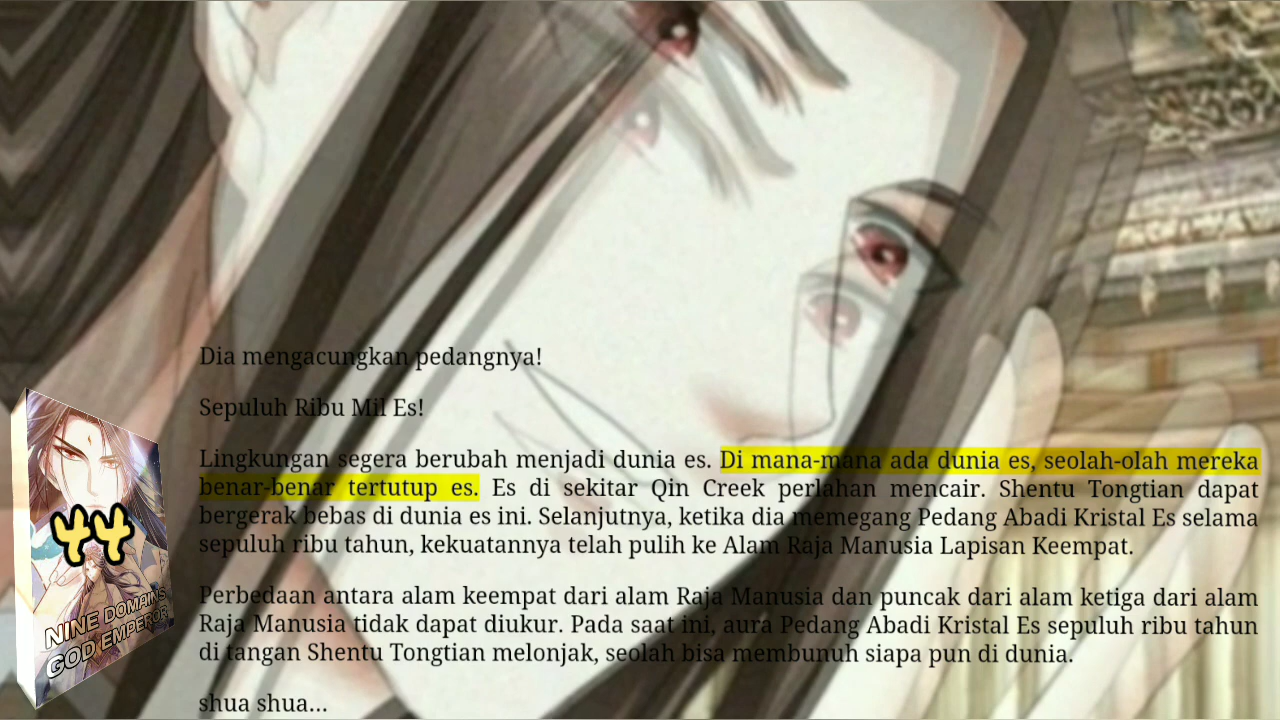 Dia mengacungkan pedangnya!
Sepuluh Ribu Mil Es!
Lingkungan segera berubah menjadi dunia es. Di mana-mana ada dunia es, seolah-olah mereka
benar-benar tertutup es. Es di sekitar Qin Creek perlahan mencair. Shentu Tongtian dapat
bergerak bebas di dunia es ini. Selanjutnya, ketika dia memegang Pedang Abadi Kristal Es selama
sepuluh ribu tahun, kekuatannya telah pulih ke Alam Raja Manusia Lapisan Keempat.
Perbedaan antara alam keempat dari alam Raja Manusia dan puncak dari alam ketiga dari alam
Raja Manusia tidak dapat diukur. Pada saat ini, aura Pedang Abadi Kristal Es sepuluh ribu tahun
di tangan Shentu Tongtian melonjak, seolah bisa membunuh siapa pun di dunia.
shua shua...
44
NINE DOMAINS
GOD EMPEROR